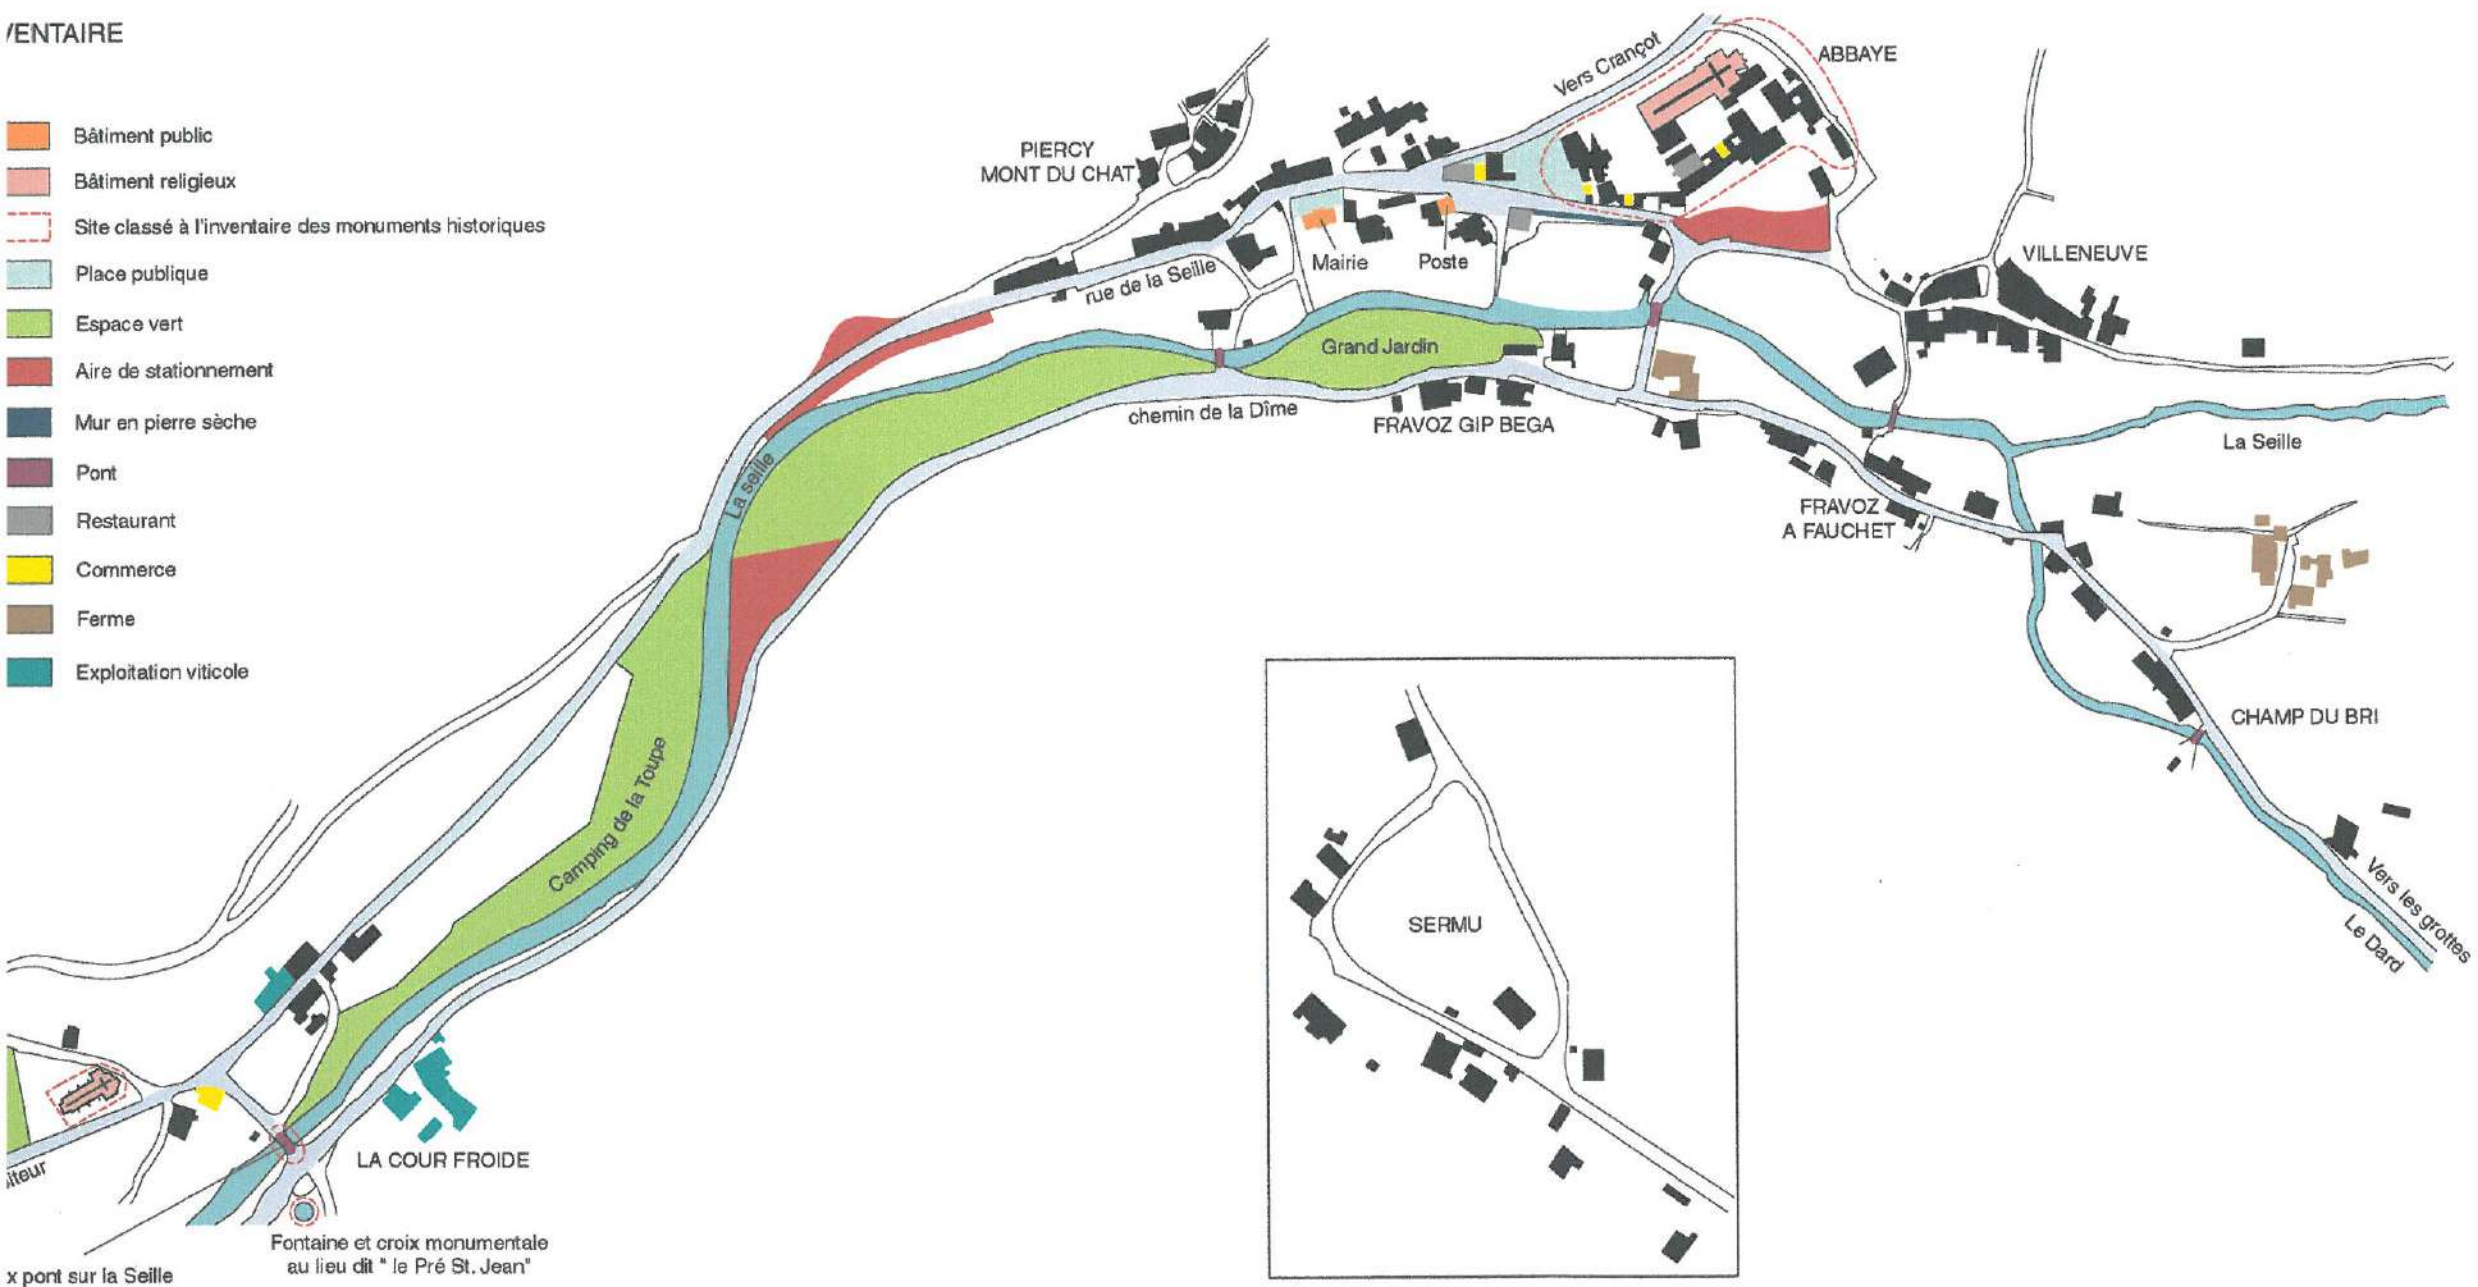 VENTAIRE
Bâtiment public
Bâtiment religieux
Site classé à l'inventaire des monuments historiques
Place publique
Espace vert
Aire de stationnement
Mur en pierre sèche
Pont
Restaurant
Commerce
Ferme
Exploitation viticole
Vers Crançot
ABBAYE
PIERCY
MONT DU CHAT
Mairie
Poste
rue de la Seille
VILLENEUVE
Grand Jardin
chemin de la Dîme
FRAVOZ GIP BEGA
La Seille
La seille
FRAVOZ
A FAUCHET
CHAMP DU BRI
Camping de la Toupe
SERMU
Vers les grottes
Le Dard
LA COUR FROIDE
iteur
Fontaine et croix monumentale
au lieu dit " le Pré St. Jean"
x pont sur la Seille